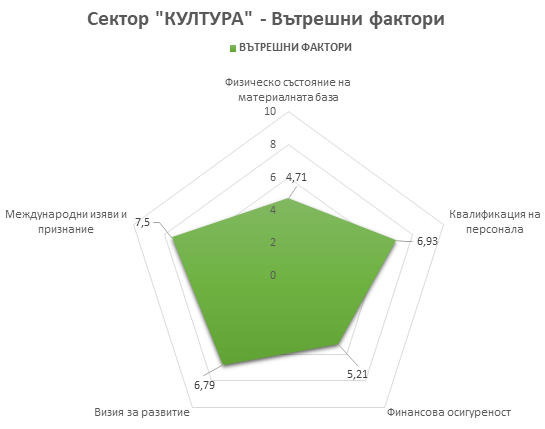 Сектор "КУЛТУРА" - Вътрешни фактори
ВЪТРЕШНИ ФАКТОРИ
Физическо състояние на
материалната база
10
8
6
4,71
4
2
0
Международни изяви и
признание
7,5
Квалификация на
персонала
6,93
5,21
6,79
Визия за развитие
Финансова осигуреност